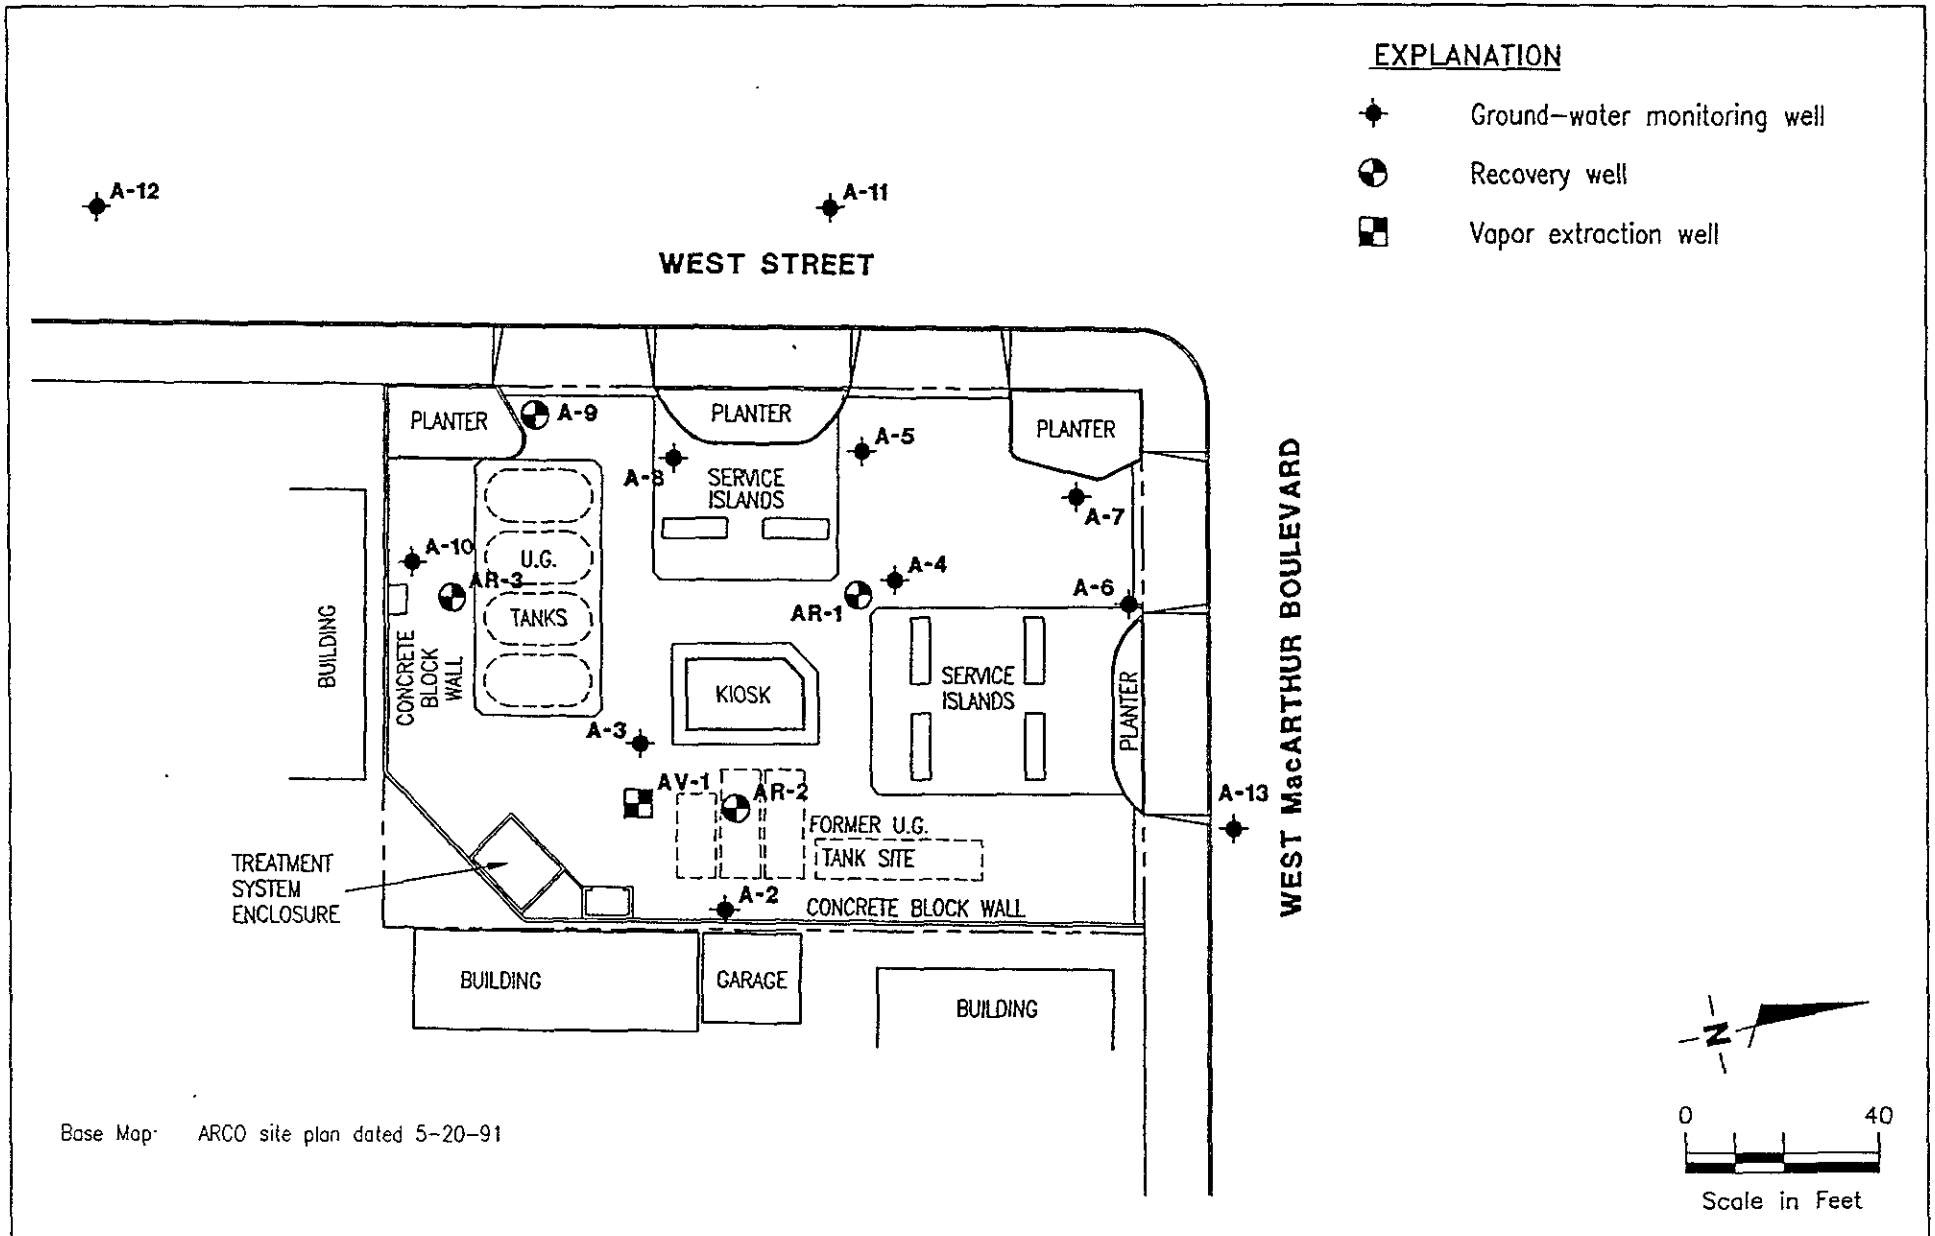 EXPLANATION
Ground-water monitoring well
Recovery well
Vapor extraction well
A-12
A-11
WEST STREET
PLANTER
A-9
PLANTER
A-5
PLANTER
A-8
SERVICE
ISLANDS
A-7
A-10
U.G.
AR-3
TANKS
A-4
AR-1
A-6
WEST MacARTHUR BOULEVARD
BUILDING
CONCRETE
BLOCK
WALL
KIOSK
SERVICE
ISLANDS
PLANTER
A-3
AV-1
AR-2
A-13
FORMER U.G.
TANK SITE
TREATMENT
SYSTEM
ENCLOSURE
A-2
CONCRETE BLOCK WALL
BUILDING
GARAGE
BUILDING
N
0 40
Scale in Feet
Base Map: ARCO site plan dated 5-20-91